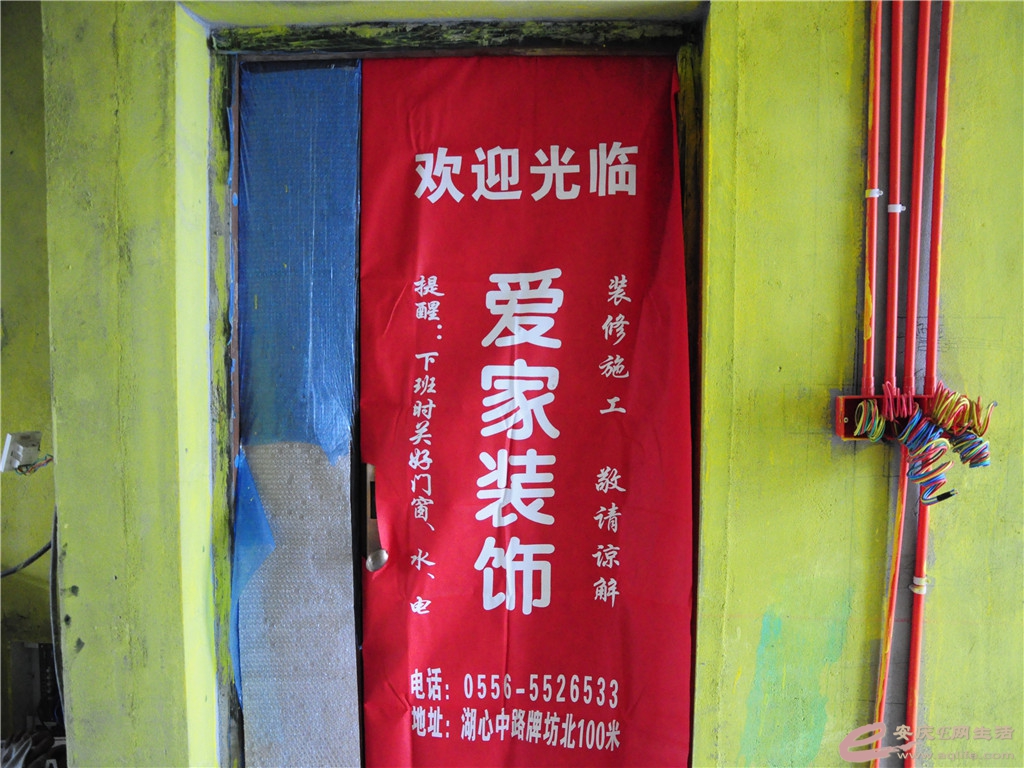 欢迎光临
装修施工 敬请谅解
爱家装饰
提醒：下班时关好门窗、水、电
电话：0556-5526533
地址：湖心中路牌坊北100米